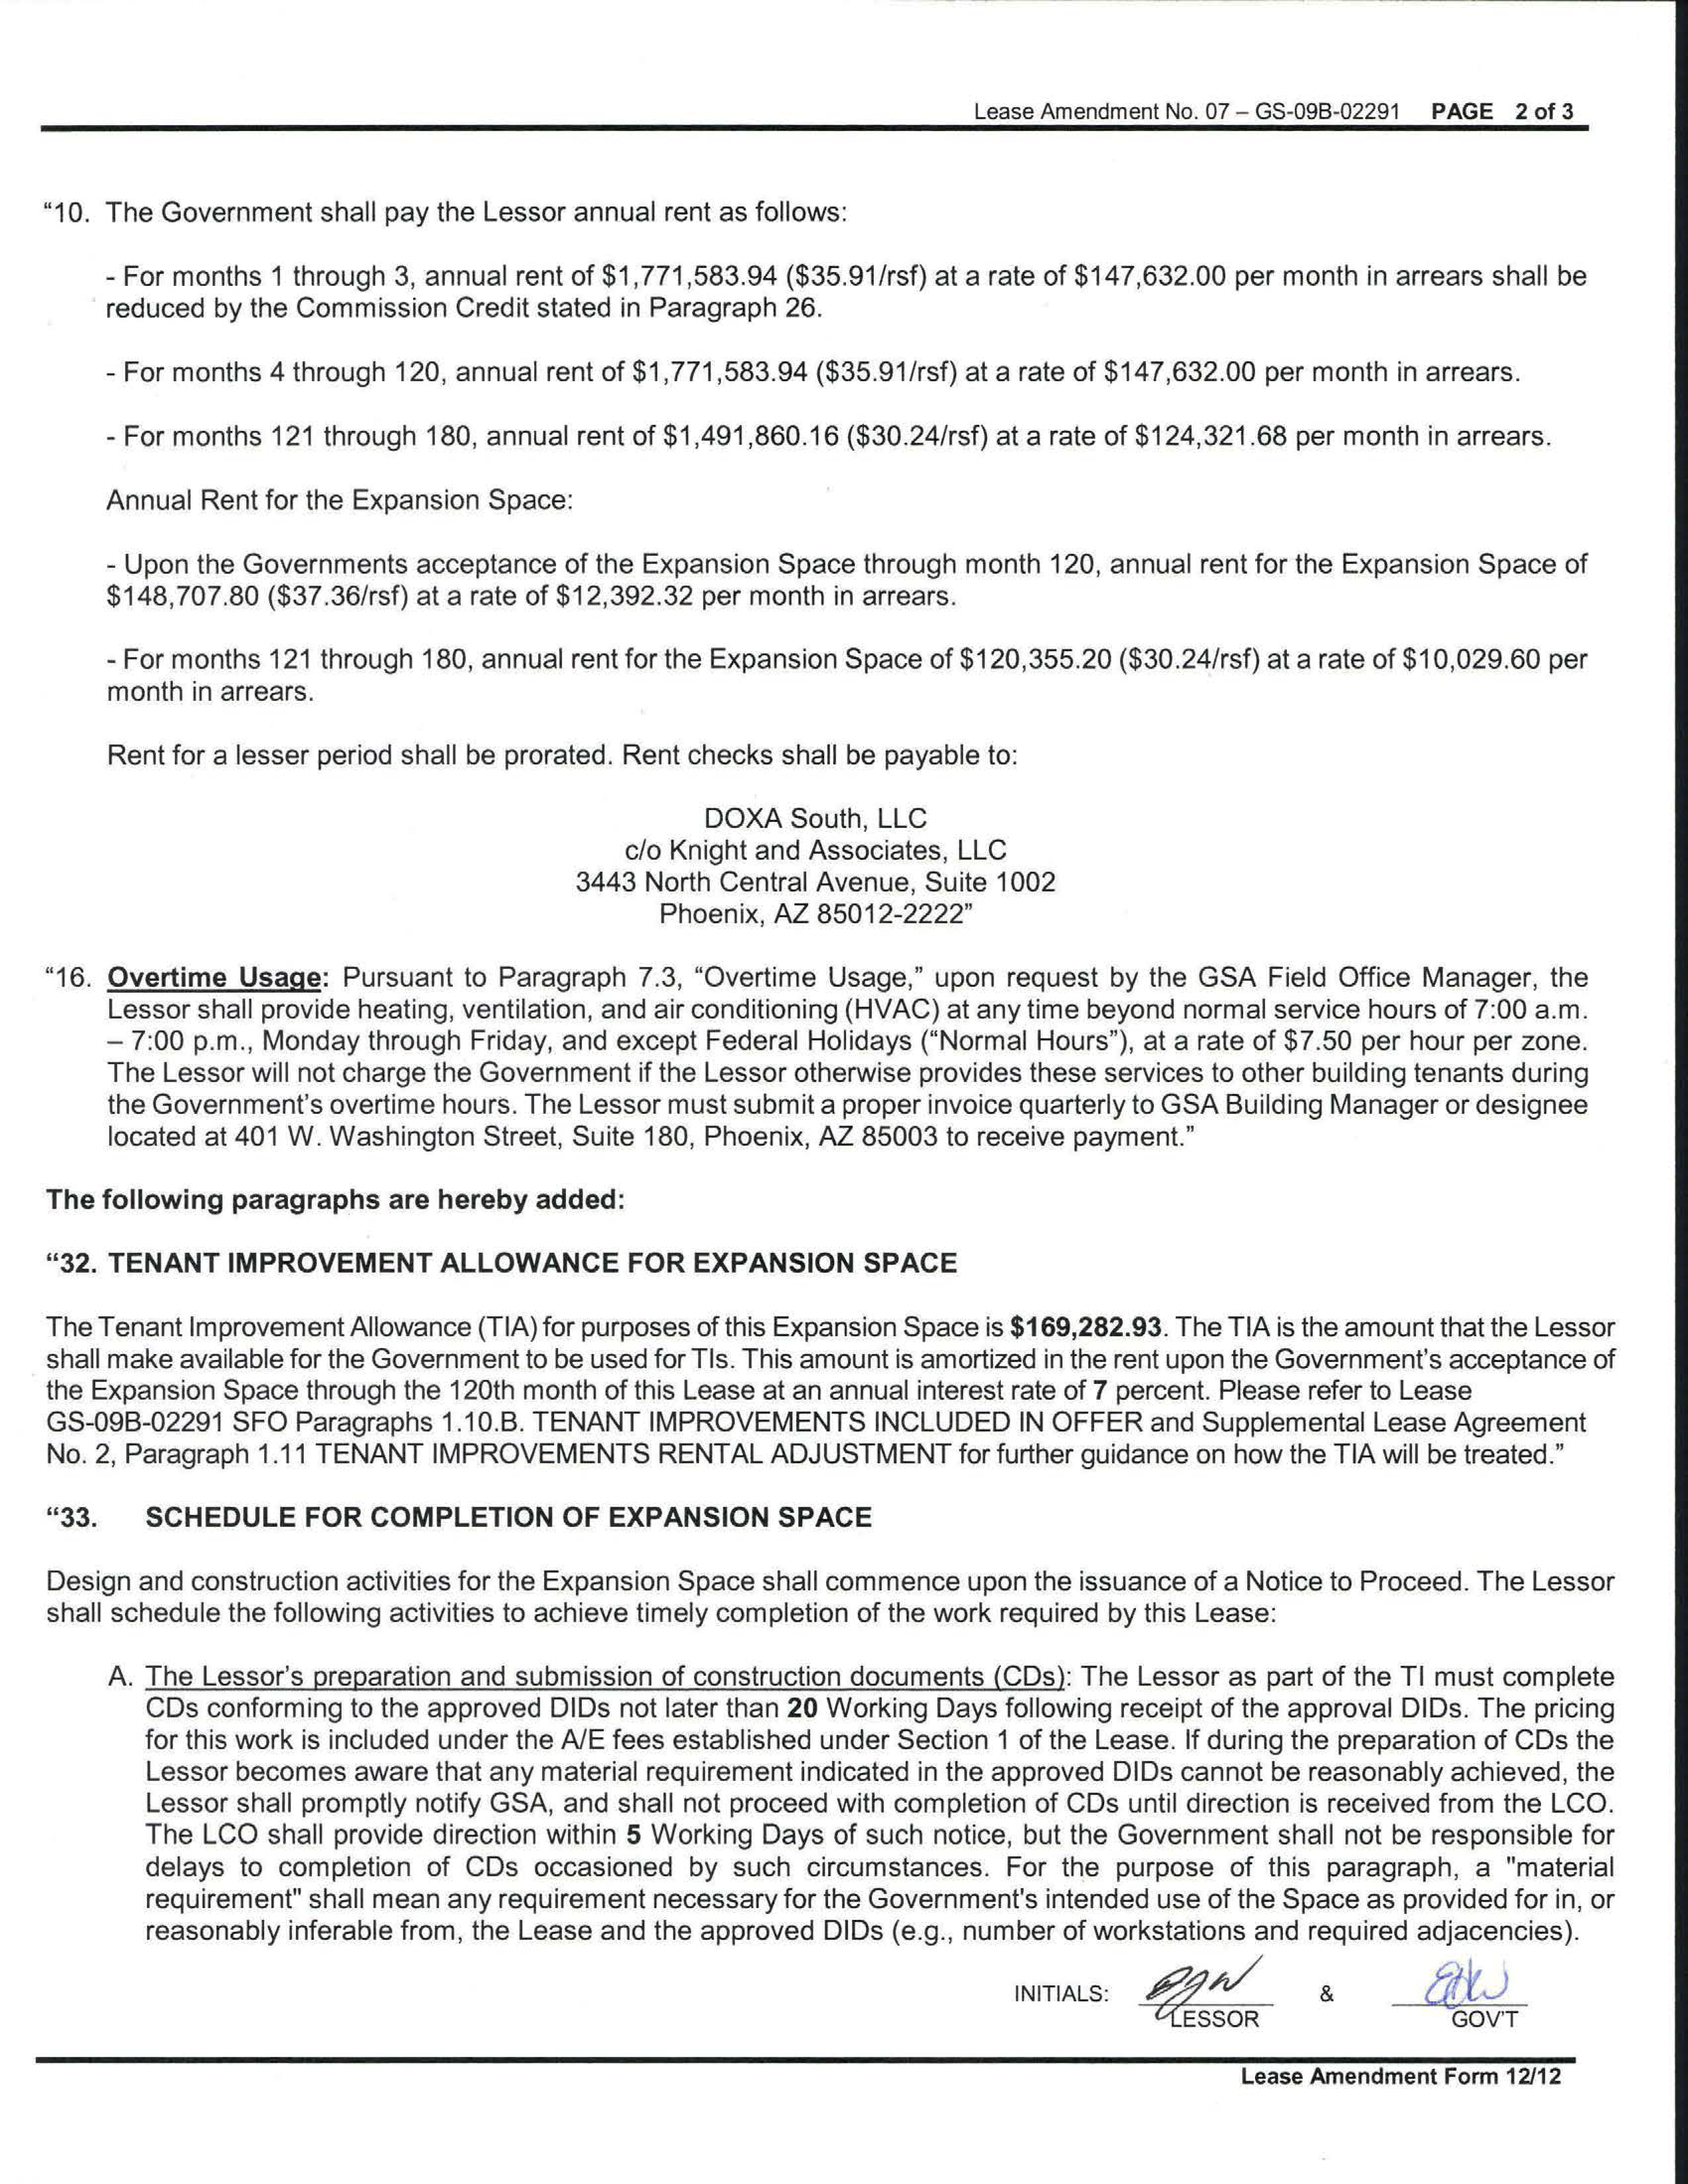 Lease Amendment No. 07 – GS-09B-02291 PAGE 2 of 3
“10. The Government shall pay the Lessor annual rent as follows:
- For months 1 through 3, annual rent of $1,771,583.94 ($35.91/rsf) at a rate of $147,632.00 per month in arrears shall be
reduced by the Commission Credit stated in Paragraph 26.
- For months 4 through 120, annual rent of $1,771,583.94 ($35.91/rsf) at a rate of $147,632.00 per month in arrears.
- For months 121 through 180, annual rent of $1,491,860.16 ($30.24/rsf) at a rate of $124,321.68 per month in arrears.
Annual Rent for the Expansion Space:
- Upon the Governments acceptance of the Expansion Space through month 120, annual rent for the Expansion Space of
$148,707.80 ($37.36/rsf) at a rate of $12,392.32 per month in arrears.
- For months 121 through 180, annual rent for the Expansion Space of $120,355.20 ($30.24/rsf) at a rate of $10,029.60 per
month in arrears.
Rent for a lesser period shall be prorated. Rent checks shall be payable to:
DOXA South, LLC
c/o Knight and Associates, LLC
3443 North Central Avenue, Suite 1002
Phoenix, AZ 85012-2222”
“16. Overtime Usage: Pursuant to Paragraph 7.3, “Overtime Usage,” upon request by the GSA Field Office Manager, the
Lessor shall provide heating, ventilation, and air conditioning (HVAC) at any time beyond normal service hours of 7:00 a.m.
– 7:00 p.m., Monday through Friday, and except Federal Holidays (“Normal Hours”), at a rate of $7.50 per hour per zone.
The Lessor will not charge the Government if the Lessor otherwise provides these services to other building tenants during
the Government’s overtime hours. The Lessor must submit a proper invoice quarterly to GSA Building Manager or designee
located at 401 W. Washington Street, Suite 180, Phoenix, AZ 85003 to receive payment.”
The following paragraphs are hereby added:
“32. TENANT IMPROVEMENT ALLOWANCE FOR EXPANSION SPACE
The Tenant Improvement Allowance (TIA) for purposes of this Expansion Space is $169,282.93. The TIA is the amount that the Lessor
shall make available for the Government to be used for TIs. This amount is amortized in the rent upon the Government’s acceptance of
the Expansion Space through the 120th month of this Lease at an annual interest rate of 7 percent. Please refer to Lease
GS-09B-02291 SFO Paragraphs 1.10.B. TENANT IMPROVEMENTS INCLUDED IN OFFER and Supplemental Lease Agreement
No. 2, Paragraph 1.11 TENANT IMPROVEMENTS RENTAL ADJUSTMENT for further guidance on how the TIA will be treated.”
“33. SCHEDULE FOR COMPLETION OF EXPANSION SPACE
Design and construction activities for the Expansion Space shall commence upon the issuance of a Notice to Proceed. The Lessor
shall schedule the following activities to achieve timely completion of the work required by this Lease:
A. The Lessor’s preparation and submission of construction documents (CDs): The Lessor as part of the TI must complete
CDs conforming to the approved DIDs not later than 20 Working Days following receipt of the approval DIDs. The pricing
for this work is included under the A/E fees established under Section 1 of the Lease. If during the preparation of CDs the
Lessor becomes aware that any material requirement indicated in the approved DIDs cannot be reasonably achieved, the
Lessor shall promptly notify GSA, and shall not proceed with completion of CDs until direction is received from the LCO.
The LCO shall provide direction within 5 Working Days of such notice, but the Government shall not be responsible for
delays to completion of CDs occasioned by such circumstances. For the purpose of this paragraph, a "material
requirement" shall mean any requirement necessary for the Government's intended use of the Space as provided for in, or
reasonably inferable from, the Lease and the approved DIDs (e.g., number of workstations and required adjacencies).
INITIALS: &
LESSOR GOV'T
Lease Amendment Form 12/12